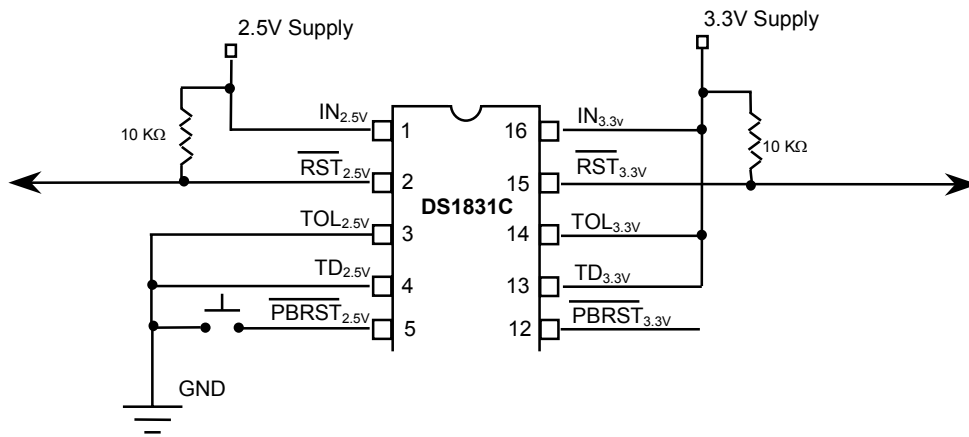 2.5V Supply
3.3V Supply
10 KΩ
IN2.5V
1
16
IN3.3v
10 KΩ
RST2.5V
2
15
RST3.3V
DS1831C
TOL2.5V
3
14
TOL3.3V
TD2.5V
4
13
TD3.3V
PBRST2.5V
5
12
PBRST3.3V
GND